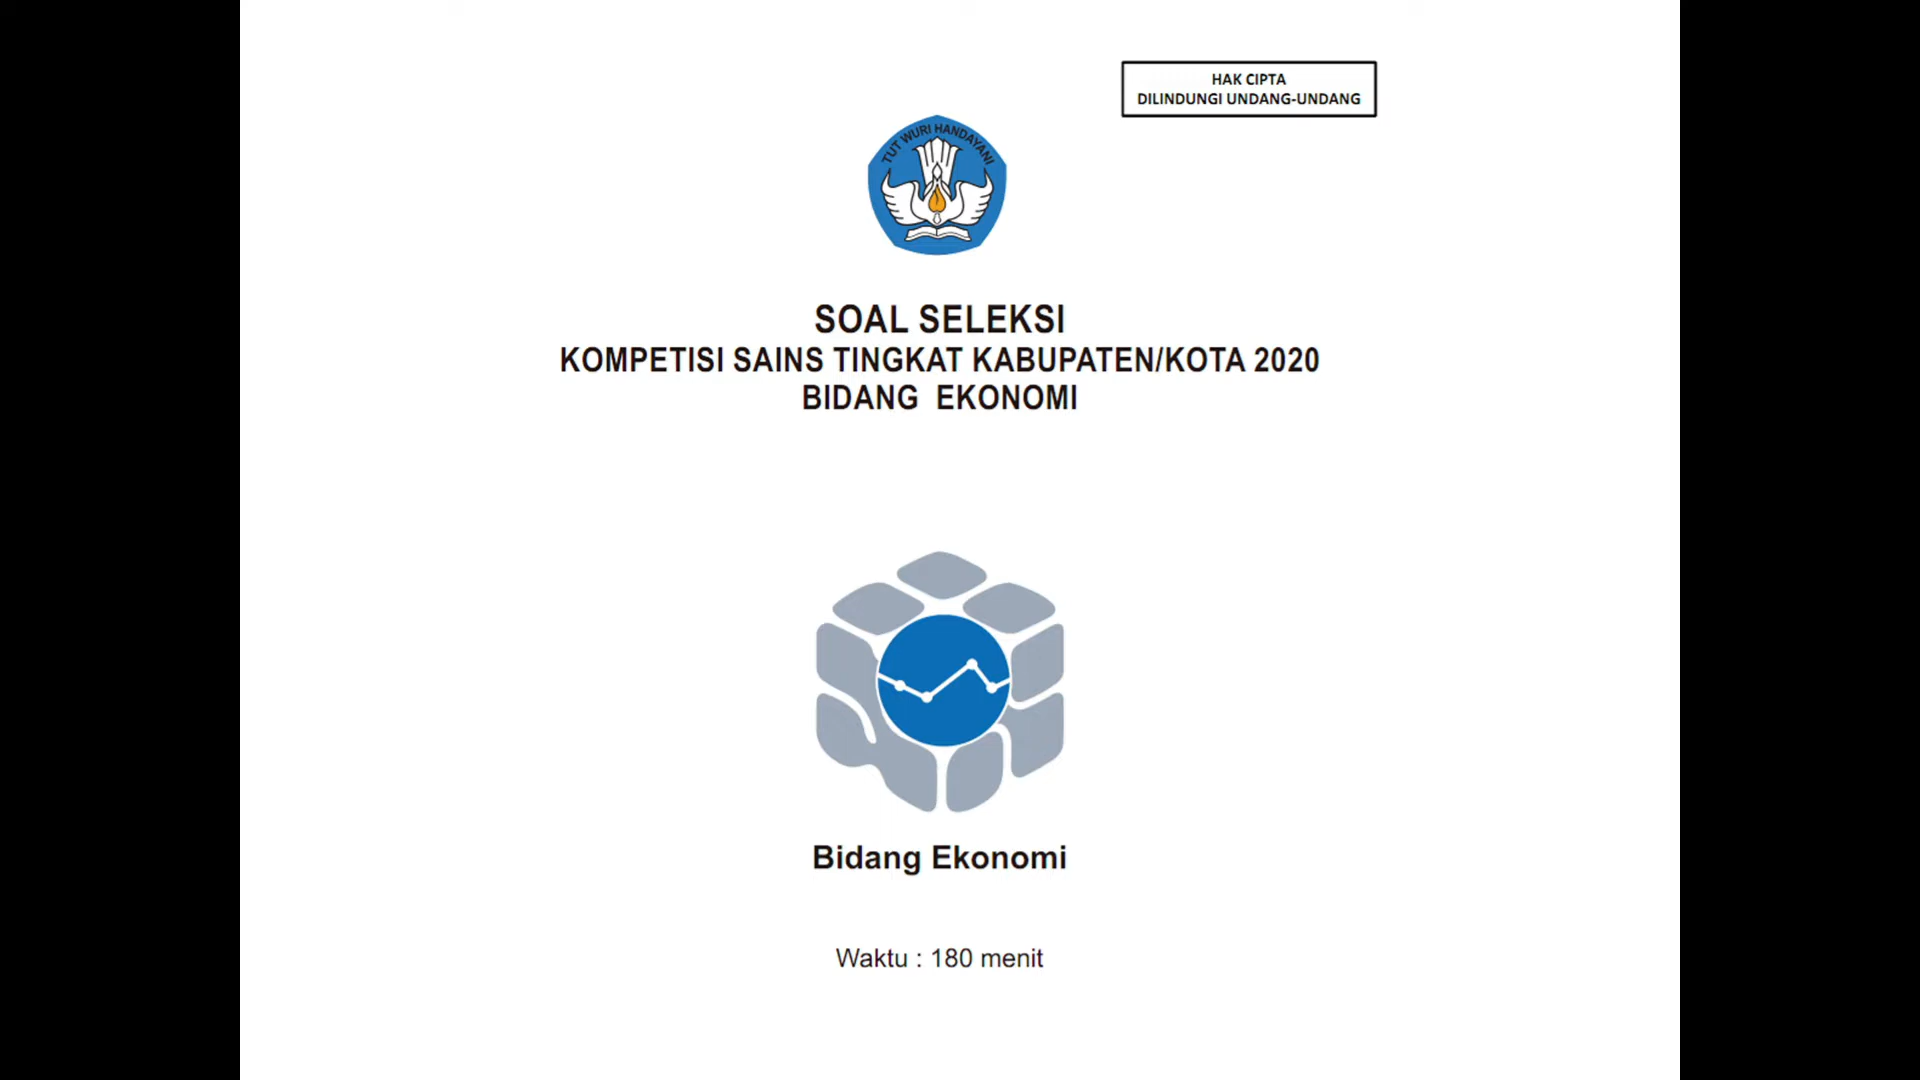 HAK CIPTA
DILINDUNGI UNDANG-UNDANG
TUT WURI HANDAYANI
SOAL SELEKSI
KOMPETISI SAINS TINGKAT KABUPATEN/KOTA 2020
BIDANG EKONOMI
Bidang Ekonomi
Waktu : 180 menit